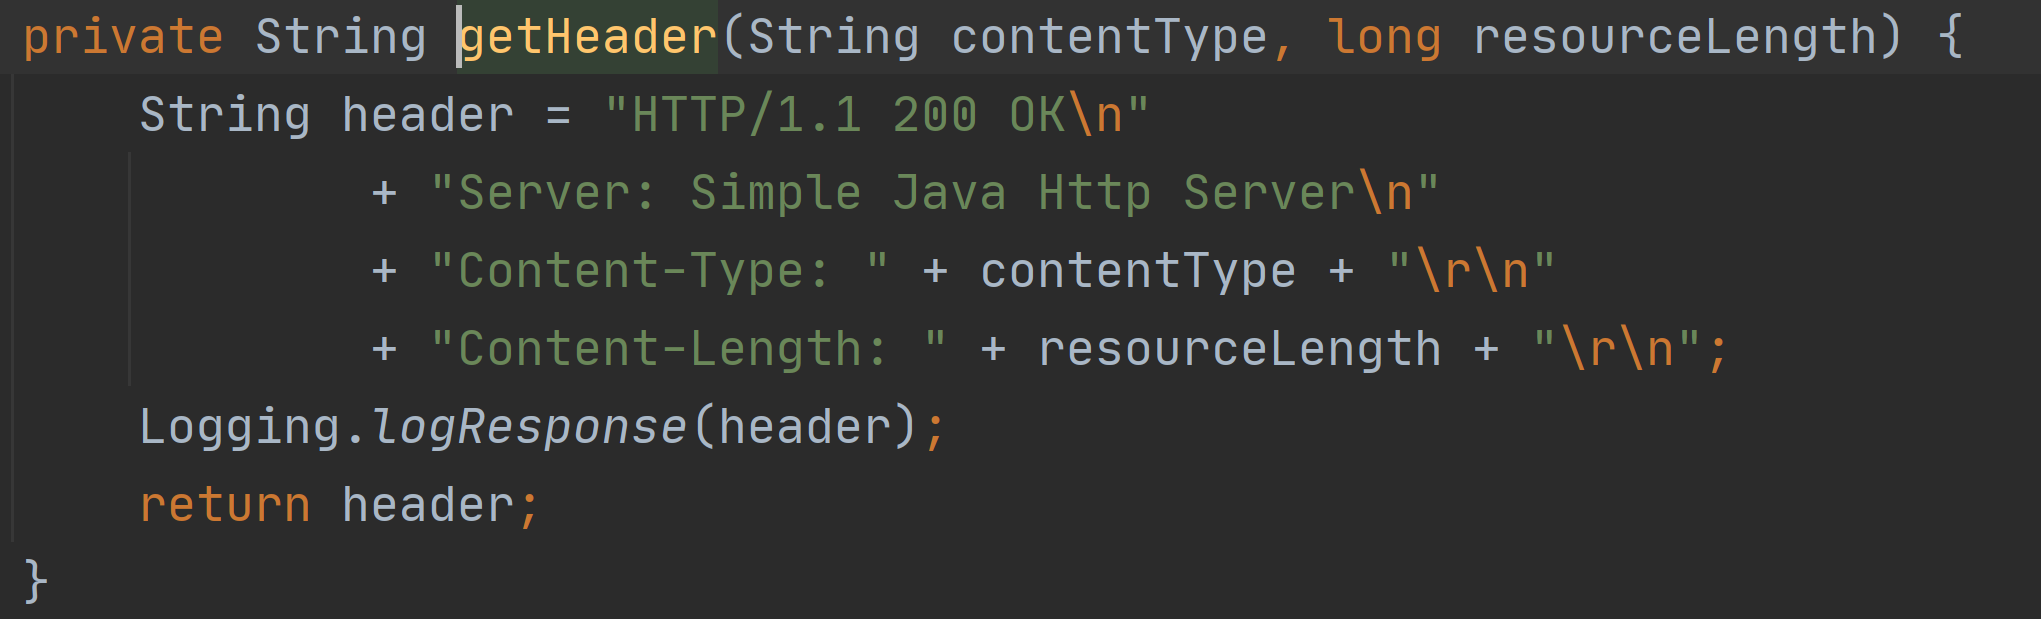 private String getHeader(String contentType, long resourceLength) {
    String header = "HTTP/1.1 200 OK\n"
            + "Server: Simple Java Http Server\n"
            + "Content-Type: " + contentType + "\r\n"
            + "Content-Length: " + resourceLength + "\r\n";
    Logging.logResponse(header);
    return header;
}